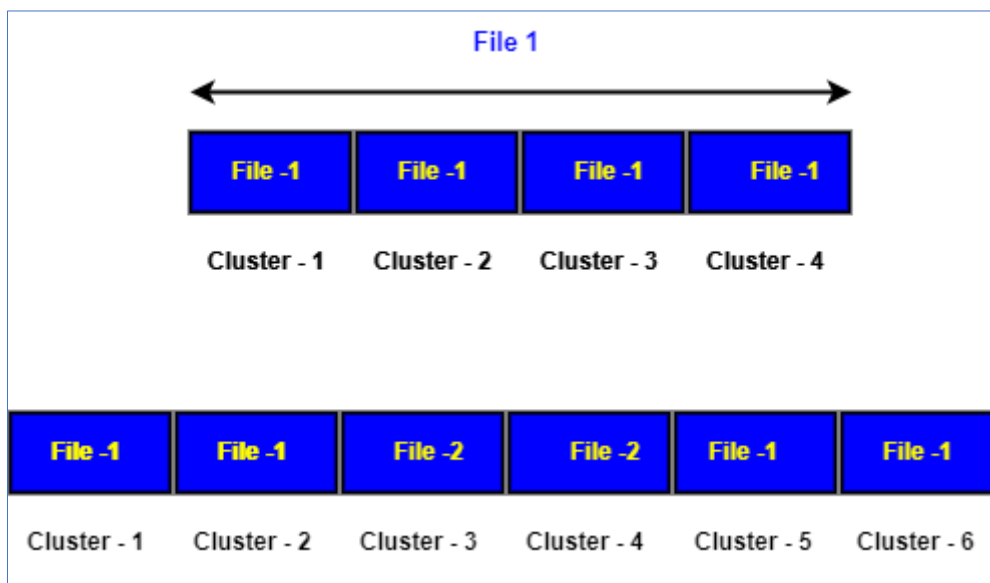 File 1
File -1 File -1 File -1 File -1
Cluster - 1 Cluster - 2 Cluster - 3 Cluster - 4
File -1 File -1 File -2 File -2 File -1 File -1
Cluster - 1 Cluster - 2 Cluster - 3 Cluster - 4 Cluster - 5 Cluster - 6